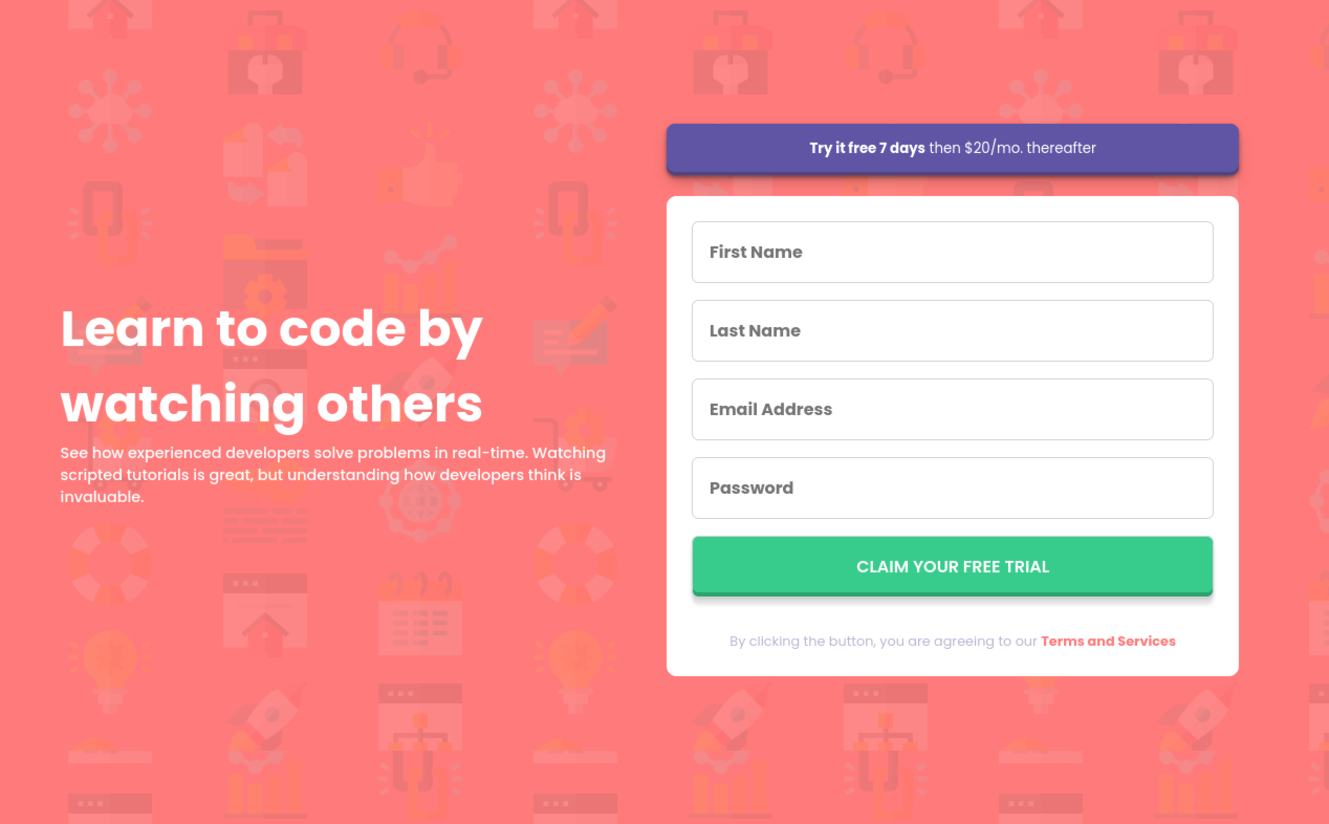 Learn to code by
watching others
See how experienced developers solve problems in real-time. Watching
scripted tutorials is great, but understanding how developers think is
invaluable.
Try it free 7 days then $20/mo. thereafter
First Name
Last Name
Email Address
Password
CLAIM YOUR FREE TRIAL
By clicking the button, you are agreeing to our Terms and Services